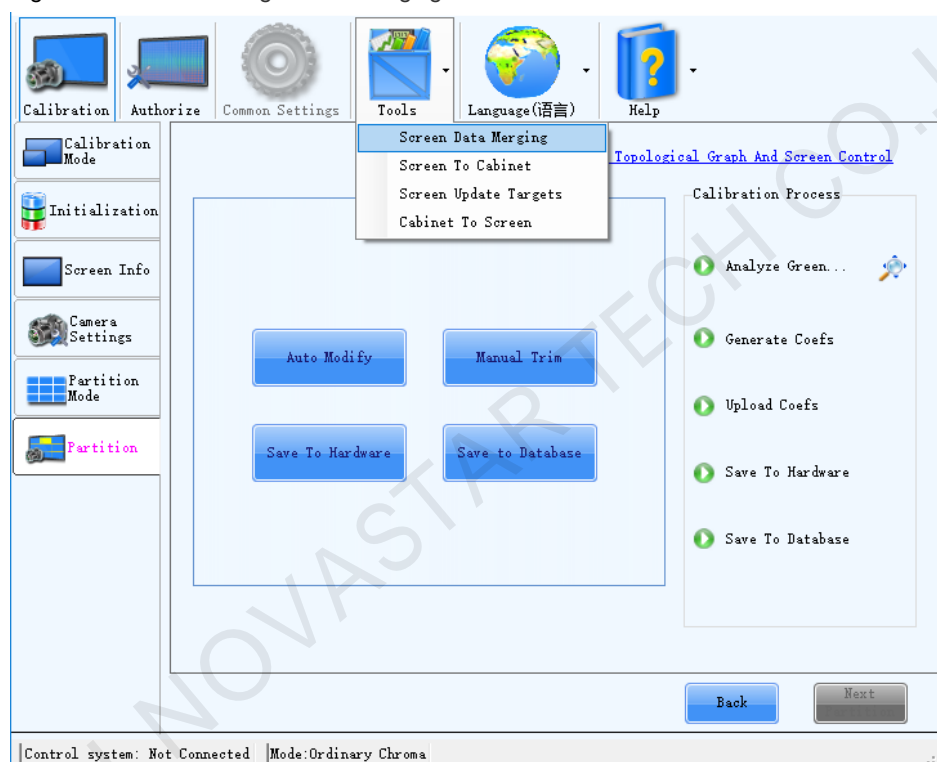 Calibration
Authorize
Common Settings
Tools
Language(语言)
Help
Screen Data Merging
Screen To Cabinet
Screen Update Targets
Cabinet To Screen
Topological Graph And Screen Control
Calibration
Mode
Initialization
Screen Info
Camera
Settings
Partition
Mode
Partition
Auto Modify
Manual Trim
Save To Hardware
Save to Database
Calibration Process
Analyze Green...
Generate Coefs
Upload Coefs
Save To Hardware
Save To Database
Back
Next
Control system: Not Connected
Mode:Ordinary Chroma
NOVASTAR TECH CO.